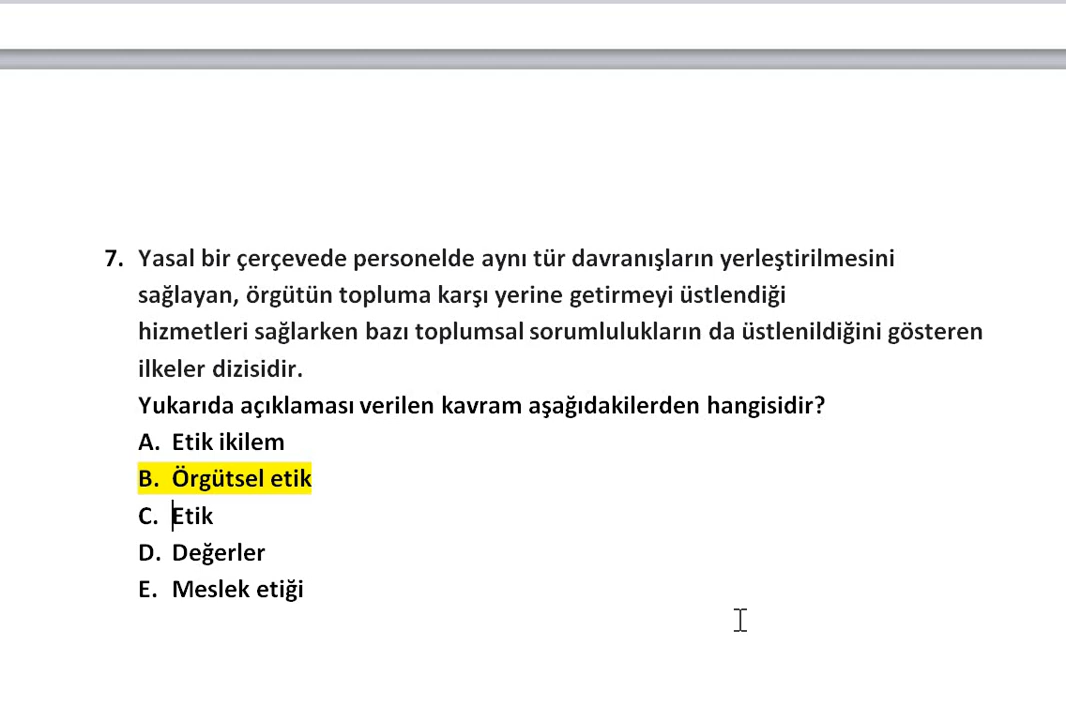 7. Yasal bir çerçevede personelde aynı tür davranışların yerleştirilmesini
sağlayan, örgütün topluma karşı yerine getirmeyi üstlendiği
hizmetleri sağlarken bazı toplumsal sorumlulukların da üstlenildiğini gösteren
ilkeler dizisidir.
Yukarıda açıklaması verilen kavram aşağıdakilerden hangisidir?
A. Etik ikilem
B. Örgütsel etik
C. Etik
D. Değerler
E. Meslek etiği